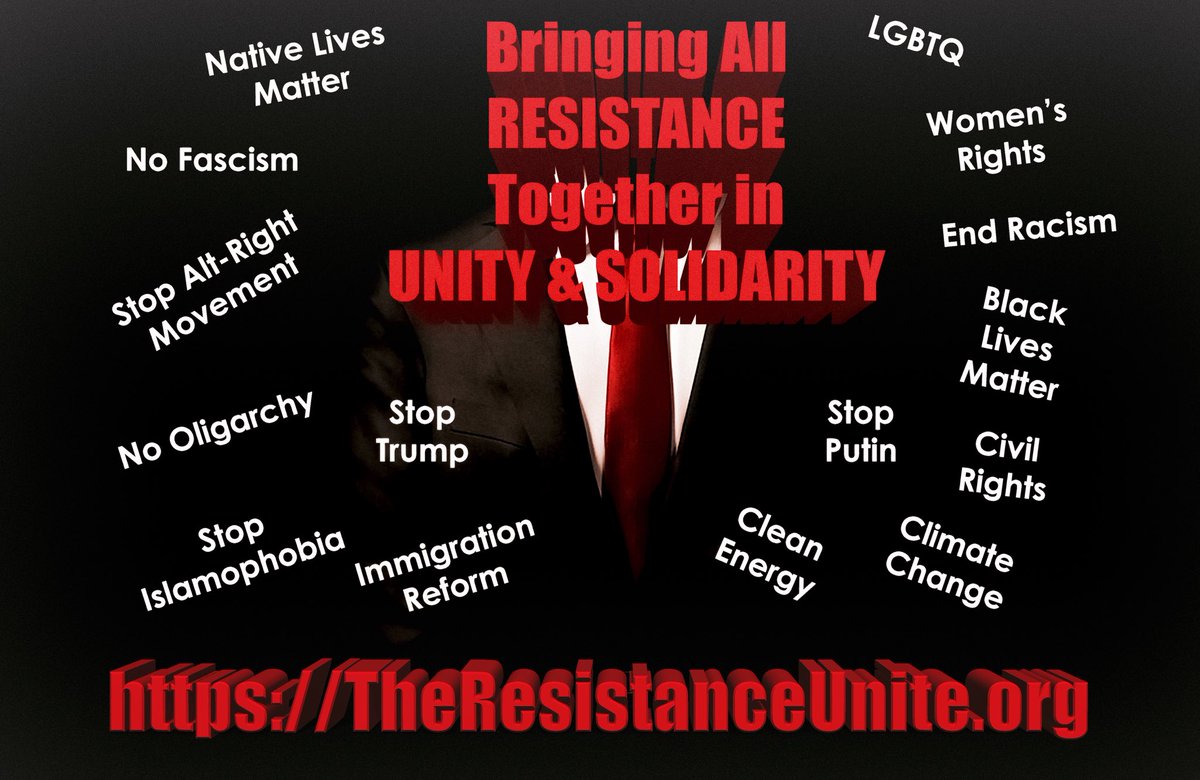 Bringing All
RESISTANCE
Together in
UNITY & SOLIDARITY
Native Lives
Matter
No Fascism
Stop Alt-Right
Movement
No Oligarchy
Stop
Trump
Stop
Islamophobia
Immigration
Reform
LGBTQ
Women's
Rights
End Racism
Black
Lives
Matter
Stop
Putin
Civil
Rights
Clean
Energy
Climate
Change
https://TheResistanceUnite.org